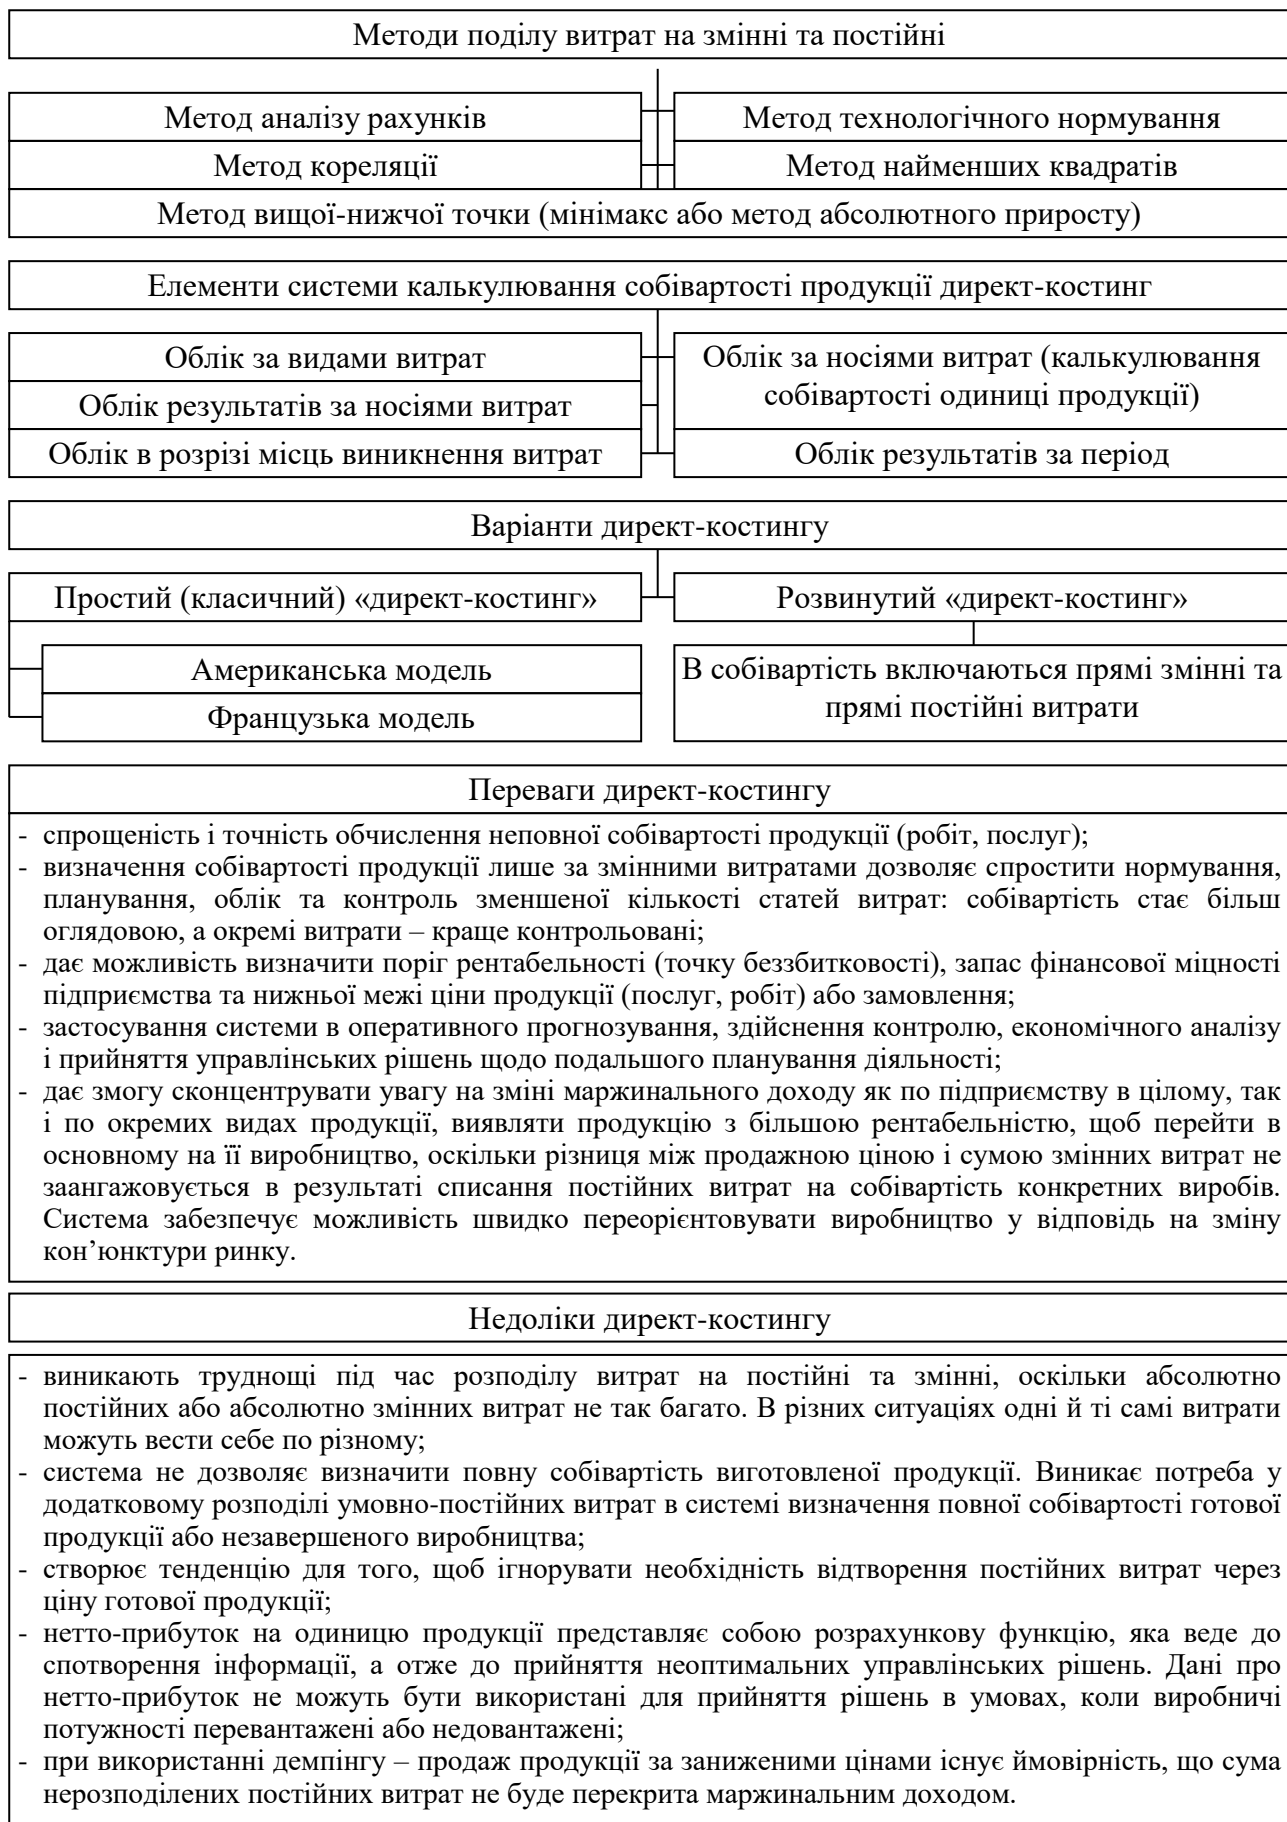 Методи поділу витрат на змінні та постійні
Метод аналізу рахунків
Метод технологічного нормування
Метод кореляції
Метод найменших квадратів
Метод вищої-нижчої точки (мінімакс або метод абсолютного приросту)
Елементи системи калькулювання собівартості продукції директ-костинг
Облік за видами витрат
Облік результатів за носіями витрат
Облік в розрізі місць виникнення витрат
Облік за носіями витрат (калькулювання
собівартості одиниці продукції)
Облік результатів за період
Варіанти директ-костингу
Простий (класичний) «директ-костинг»
Розвинутий «директ-костинг»
Американська модель
Французька модель
В собівартість включаються прямі змінні та
прямі постійні витрати
Переваги директ-костингу
- спрощеність і точність обчислення неповної собівартості продукції (робіт, послуг);
- визначення собівартості продукції лише за змінними витратами дозволяє спростити нормування,
планування, облік та контроль зменшеної кількості статей витрат: собівартість стає більш
оглядовою, а окремі витрати – краще контрольовані;
- дає можливість визначити поріг рентабельності (точку беззбитковості), запас фінансової міцності
підприємства та нижньої межі ціни продукції (послуг, робіт) або замовлення;
- застосування системи в оперативного прогнозування, здійснення контролю, економічного аналізу
і прийняття управлінських рішень щодо подальшого планування діяльності;
- дає змогу сконцентрувати увагу на зміні маржинального доходу як по підприємству в цілому, так
і по окремих видах продукції, виявляти продукцію з більшою рентабельністю, щоб перейти в
основному на її виробництво, оскільки різниця між продажною ціною і сумою змінних витрат не
заангажовується в результаті списання постійних витрат на собівартість конкретних виробів.
Система забезпечує можливість швидко переорієнтовувати виробництво у відповідь на зміну
кон’юнктури ринку.
Недоліки директ-костингу
- виникають труднощі під час розподілу витрат на постійні та змінні, оскільки абсолютно
постійних або абсолютно змінних витрат не так багато. В різних ситуаціях одні й ті самі витрати
можуть вести себе по різному;
- система не дозволяє визначити повну собівартість виготовленої продукції. Виникає потреба у
додатковому розподілі умовно-постійних витрат в системі визначення повної собівартості готової
продукції або незавершеного виробництва;
- створює тенденцію для того, щоб ігнорувати необхідність відтворення постійних витрат через
ціну готової продукції;
- нетто-прибуток на одиницю продукції представляє собою розрахункову функцію, яка веде до
спотворення інформації, а отже до прийняття неоптимальних управлінських рішень. Дані про
нетто-прибуток не можуть бути використані для прийняття рішень в умовах, коли виробничі
потужності перевантажені або недовантажені;
- при використанні демпінгу – продаж продукції за заниженими цінами існує ймовірність, що сума
нерозподілених постійних витрат не буде перекрита маржинальним доходом.